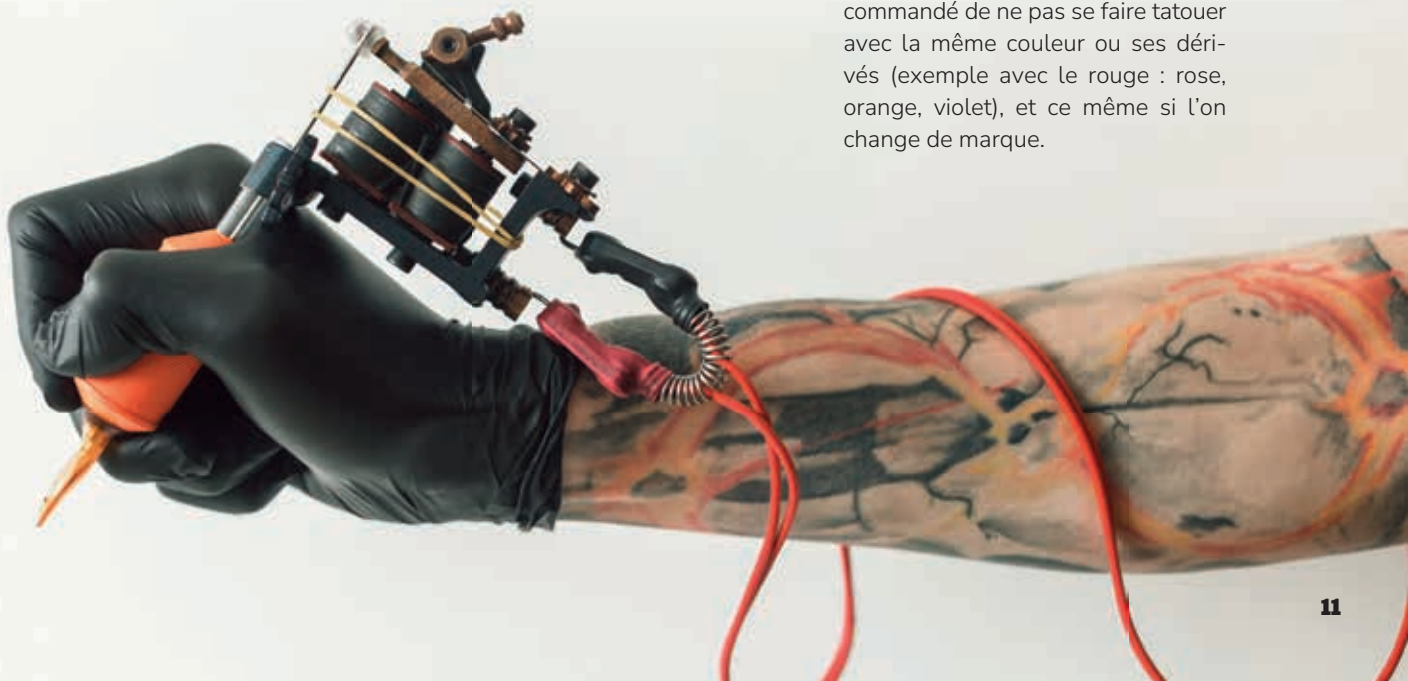 commandé de ne pas se faire tatouer
avec la même couleur ou ses déri-
vés (exemple avec le rouge : rose,
orange, violet), et ce même si l’on
change de marque.
11